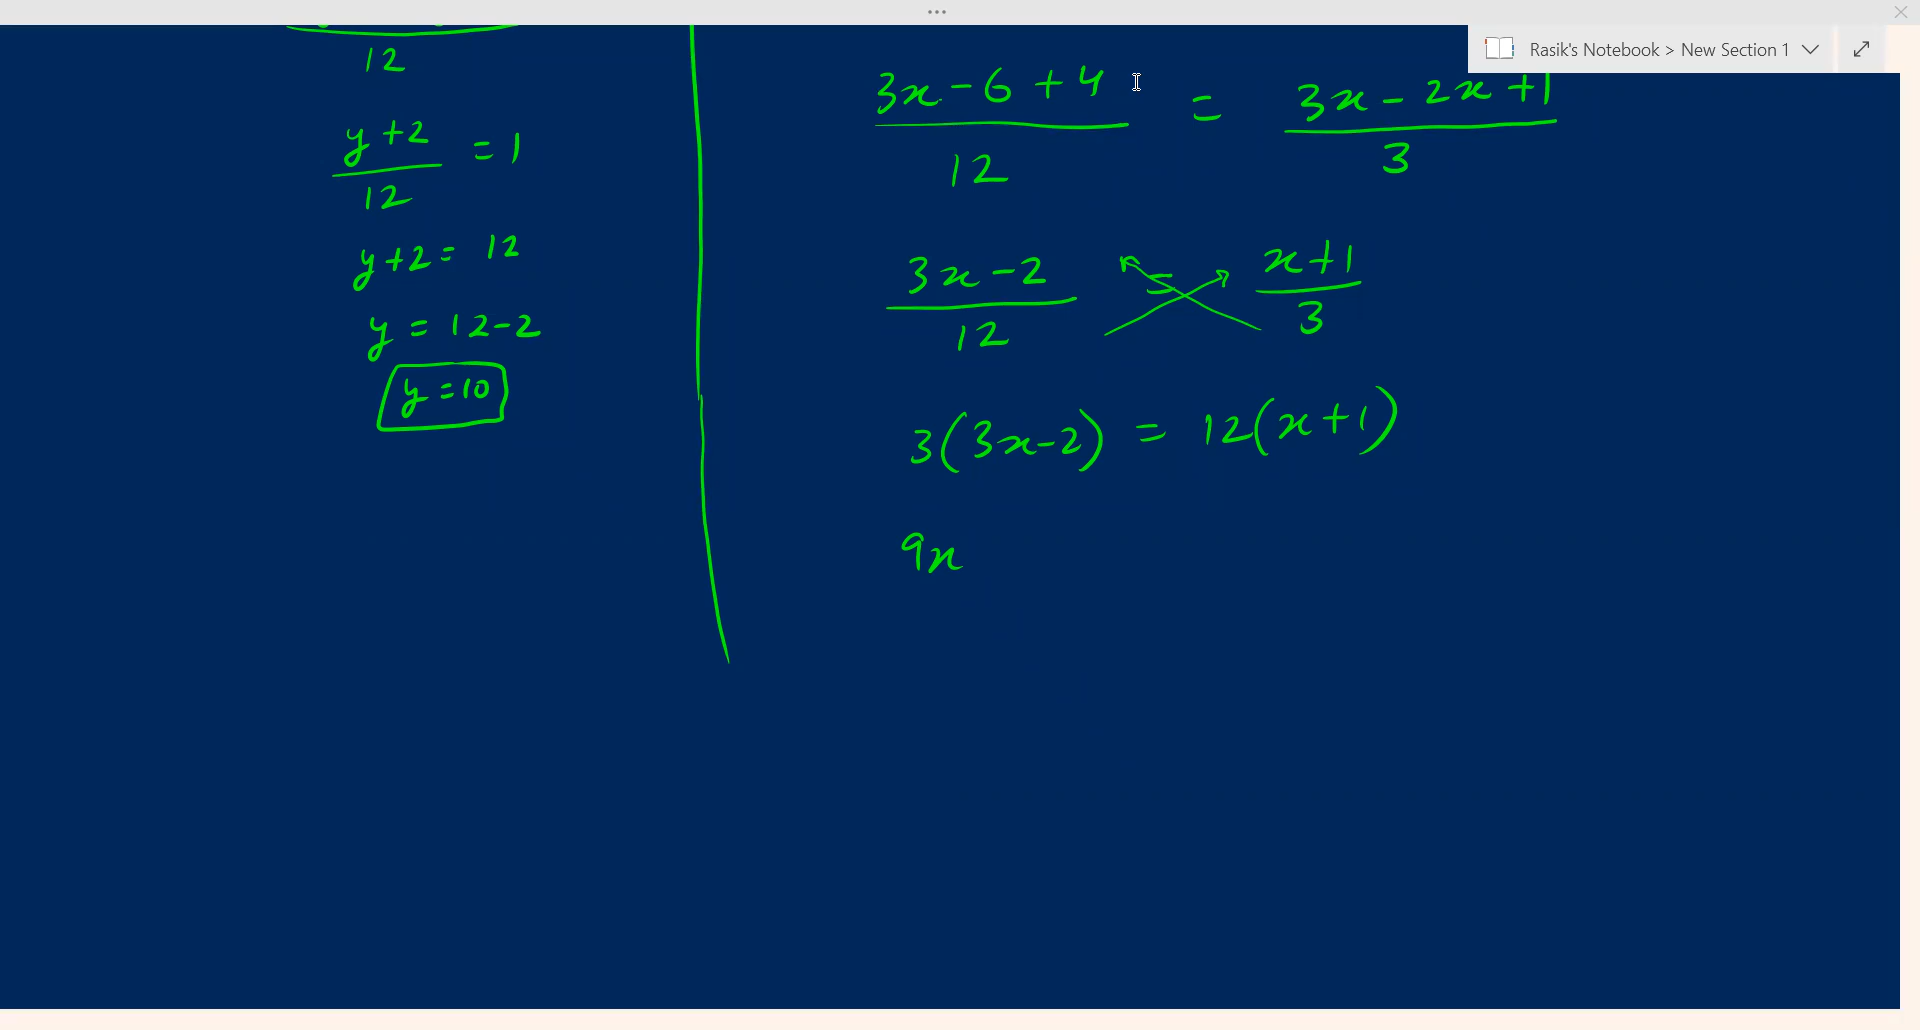 Rasik's Notebook > New Section 1
12
y+2
12
= 1
y+2 = 12
y = 12-2
y = 10
3x - 6 + 4
12
=
3x - 2x + 1
3
3x - 2
12
=
x+1
3
3(3x-2) = 12(x+1)
9x